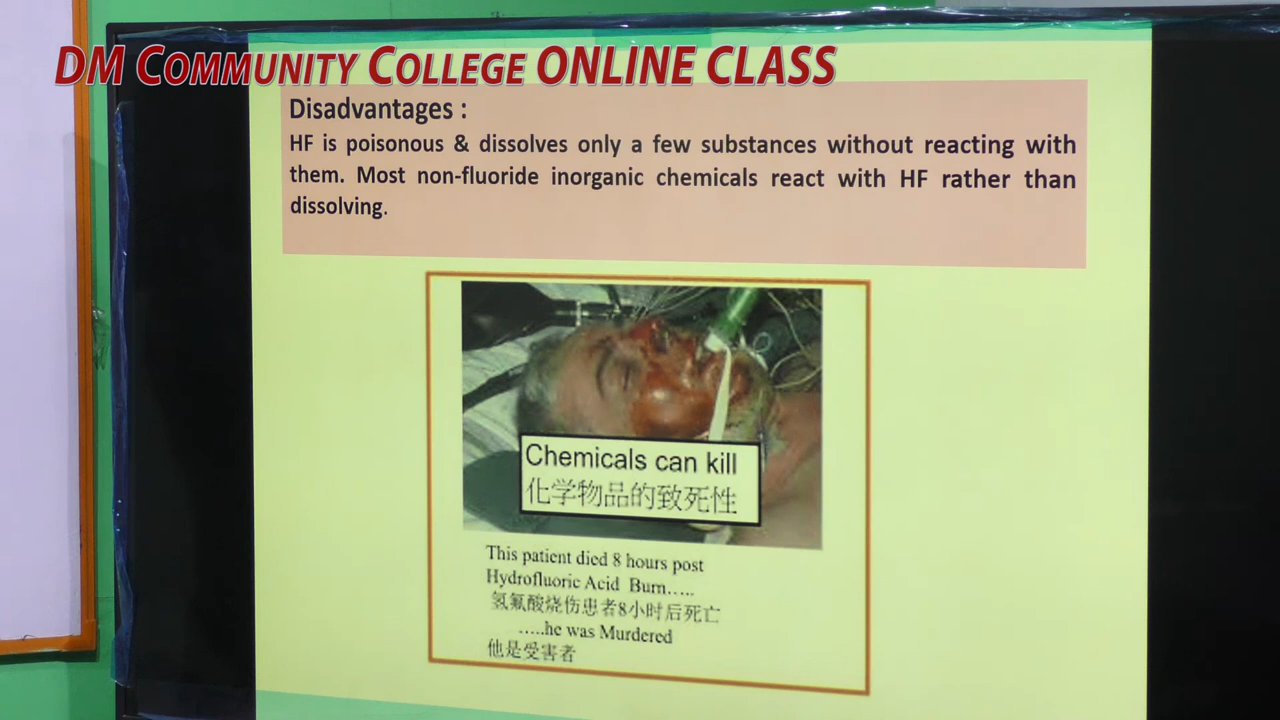 DM COMMUNITY COLLEGE ONLINE CLASS
Disadvantages :
HF is poisonous & dissolves only a few substances without reacting with
them. Most non-fluoride inorganic chemicals react with HF rather than
dissolving.
Chemicals can kill
化学物品的致死性
This patient died 8 hours post
Hydrofluoric Acid Burn.....
氢氟酸烧伤患者8小时后死亡
.....he was Murdered
他是受害者